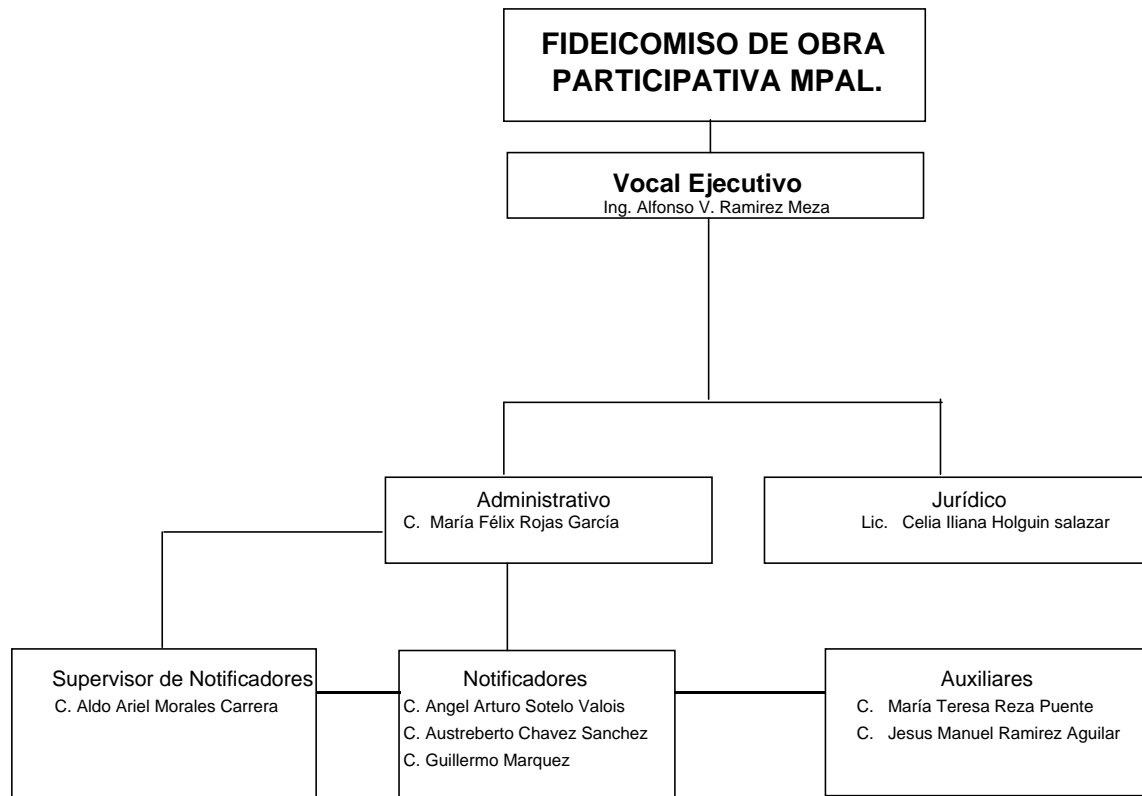 FIDEICOMISO DE OBRA
PARTICIPATIVA MPAL.
Vocal Ejecutivo
Ing. Alfonso V. Ramirez Meza
Administrativo
C. María Félix Rojas García
Jurídico
Lic. Celia Iliana Holguin salazar
Supervisor de Notificadores
C. Aldo Ariel Morales Carrera
Notificadores
C. Angel Arturo Sotelo Valois
C. Austreberto Chavez Sanchez
C. Guillermo Marquez
Auxiliares
C. María Teresa Reza Puente
C. Jesus Manuel Ramirez Aguilar